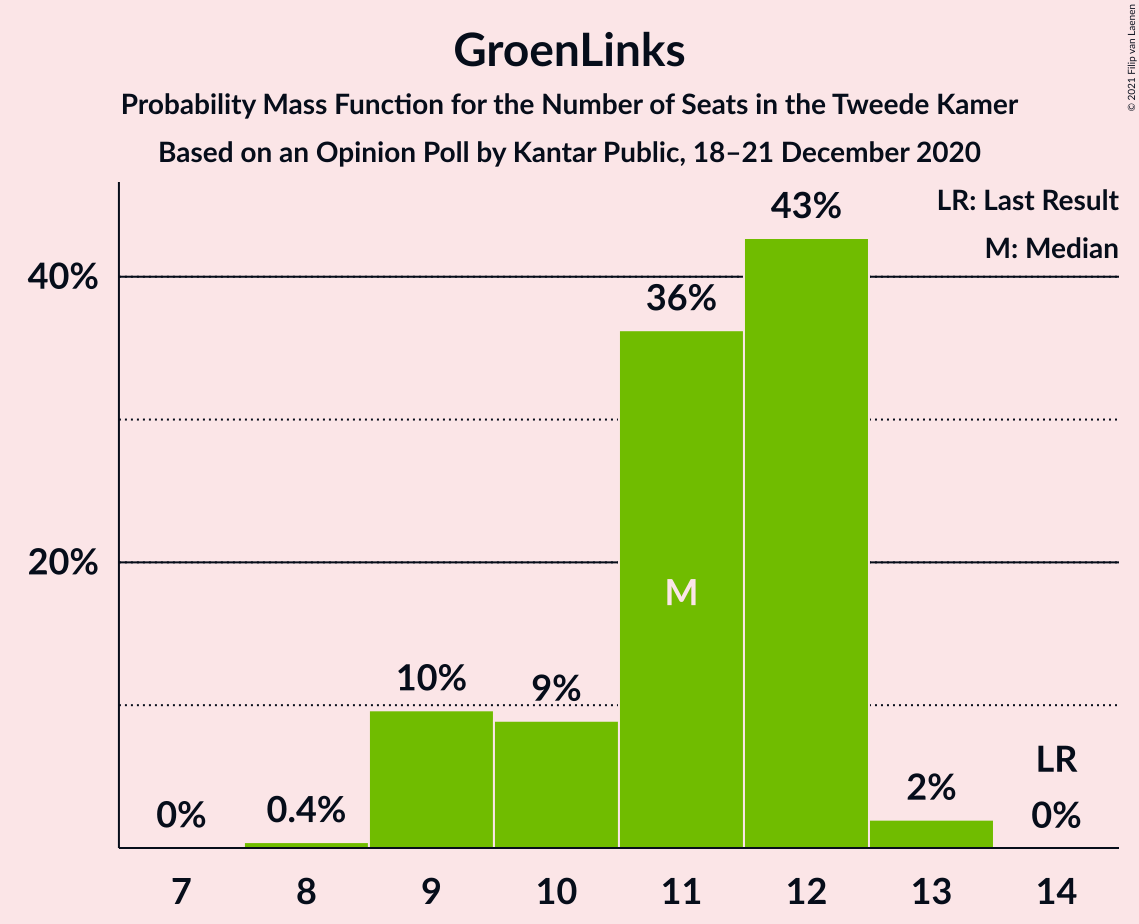 GroenLinks
Probability Mass Function for the Number of Seats in the Tweede Kamer
Based on an Opinion Poll by Kantar Public, 18–21 December 2020
© 2021 Filip van Laenen
LR: Last Result
M: Median
43%
40%
36%
20%
M
10%
9%
LR
2%
0%
0.4%
0%
7 8 9 10 11 12 13 14